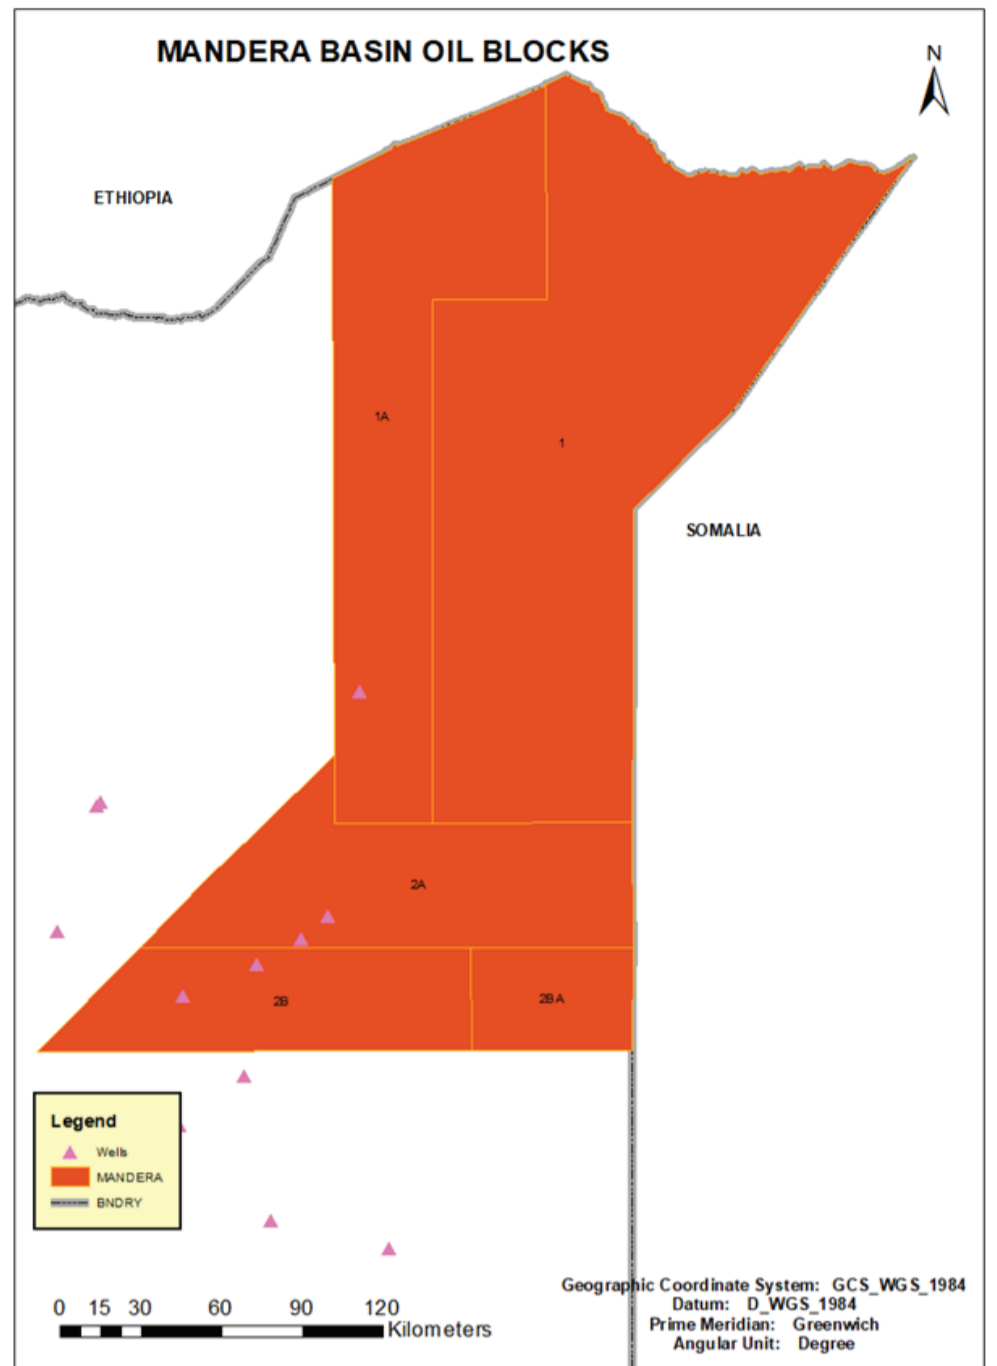 MANDERA BASIN OIL BLOCKS
N
ETHIOPIA
1A
1
SOMALIA
2A
2B
2BA
Legend
Wells
MANDERA
BNDRY
0 15 30 60 90 120
Kilometers
Geographic Coordinate System: GCS_WGS_1984
Datum: D_WGS_1984
Prime Meridian: Greenwich
Angular Unit: Degree